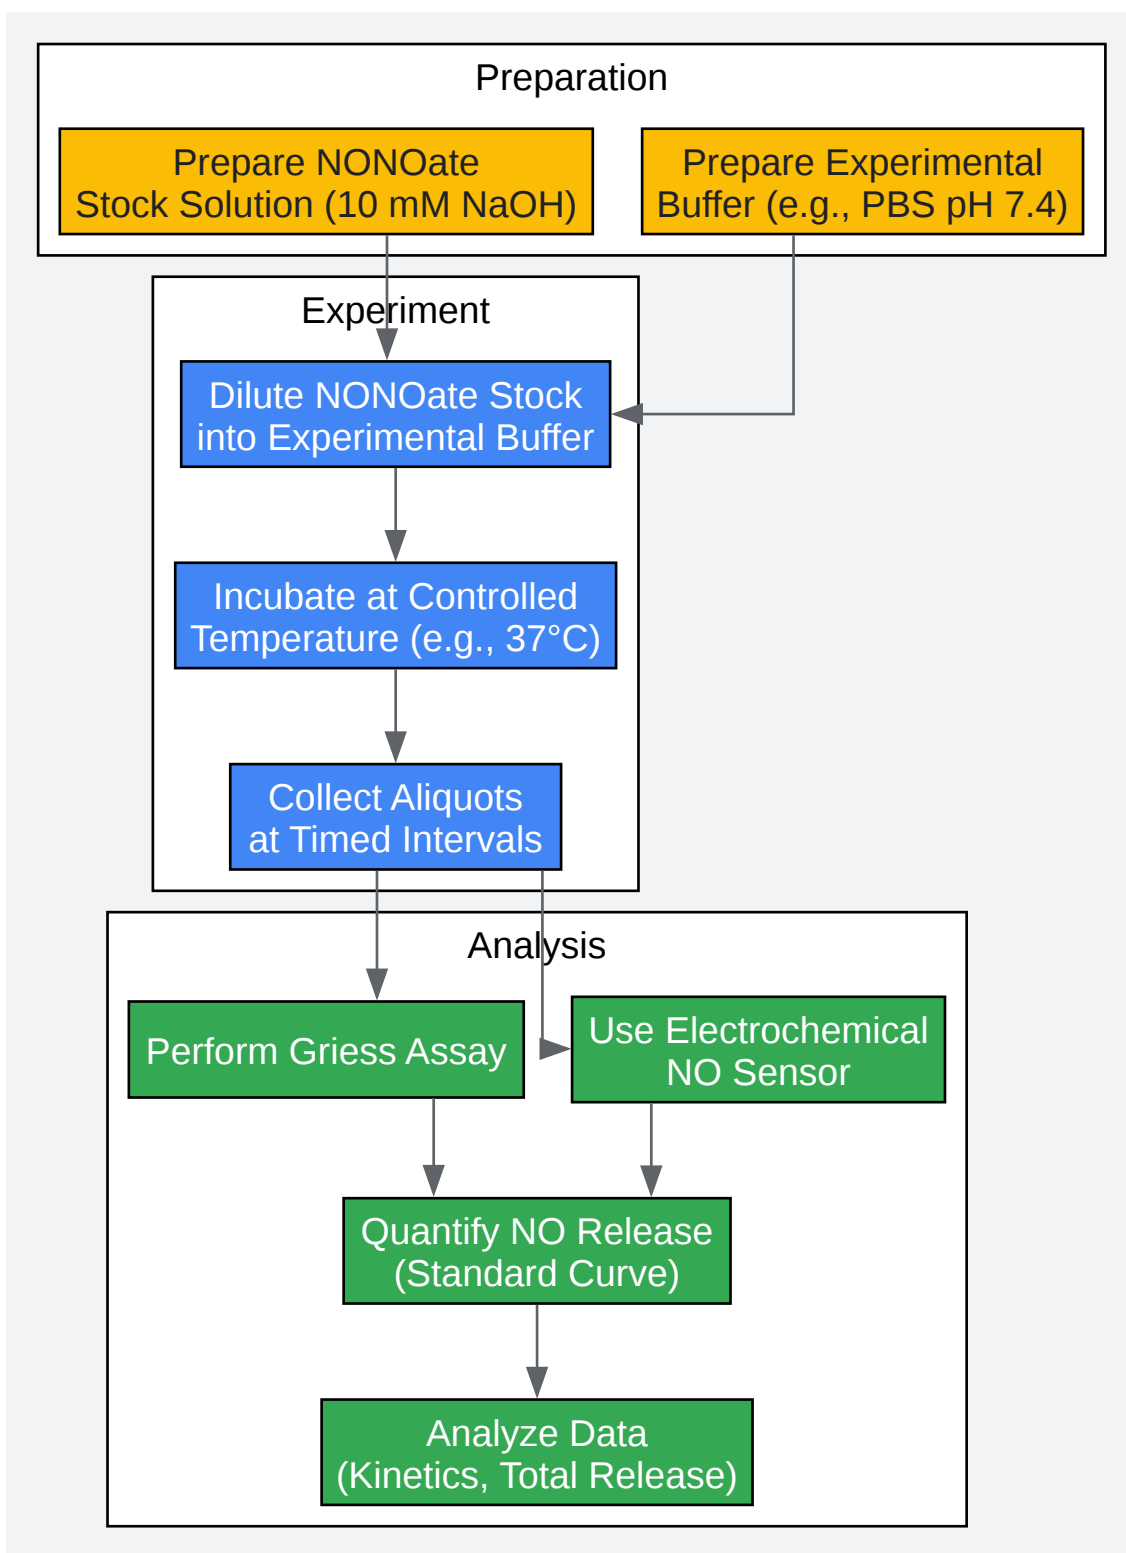 Preparation
Prepare NONOate
Stock Solution (10 mM NaOH)
Prepare Experimental
Buffer (e.g., PBS pH 7.4)
Experiment
Dilute NONOate Stock
into Experimental Buffer
Incubate at Controlled
Temperature (e.g., 37°C)
Collect Aliquots
at Timed Intervals
Analysis
Perform Griess Assay
Use Electrochemical
NO Sensor
Quantify NO Release
(Standard Curve)
Analyze Data
(Kinetics, Total Release)